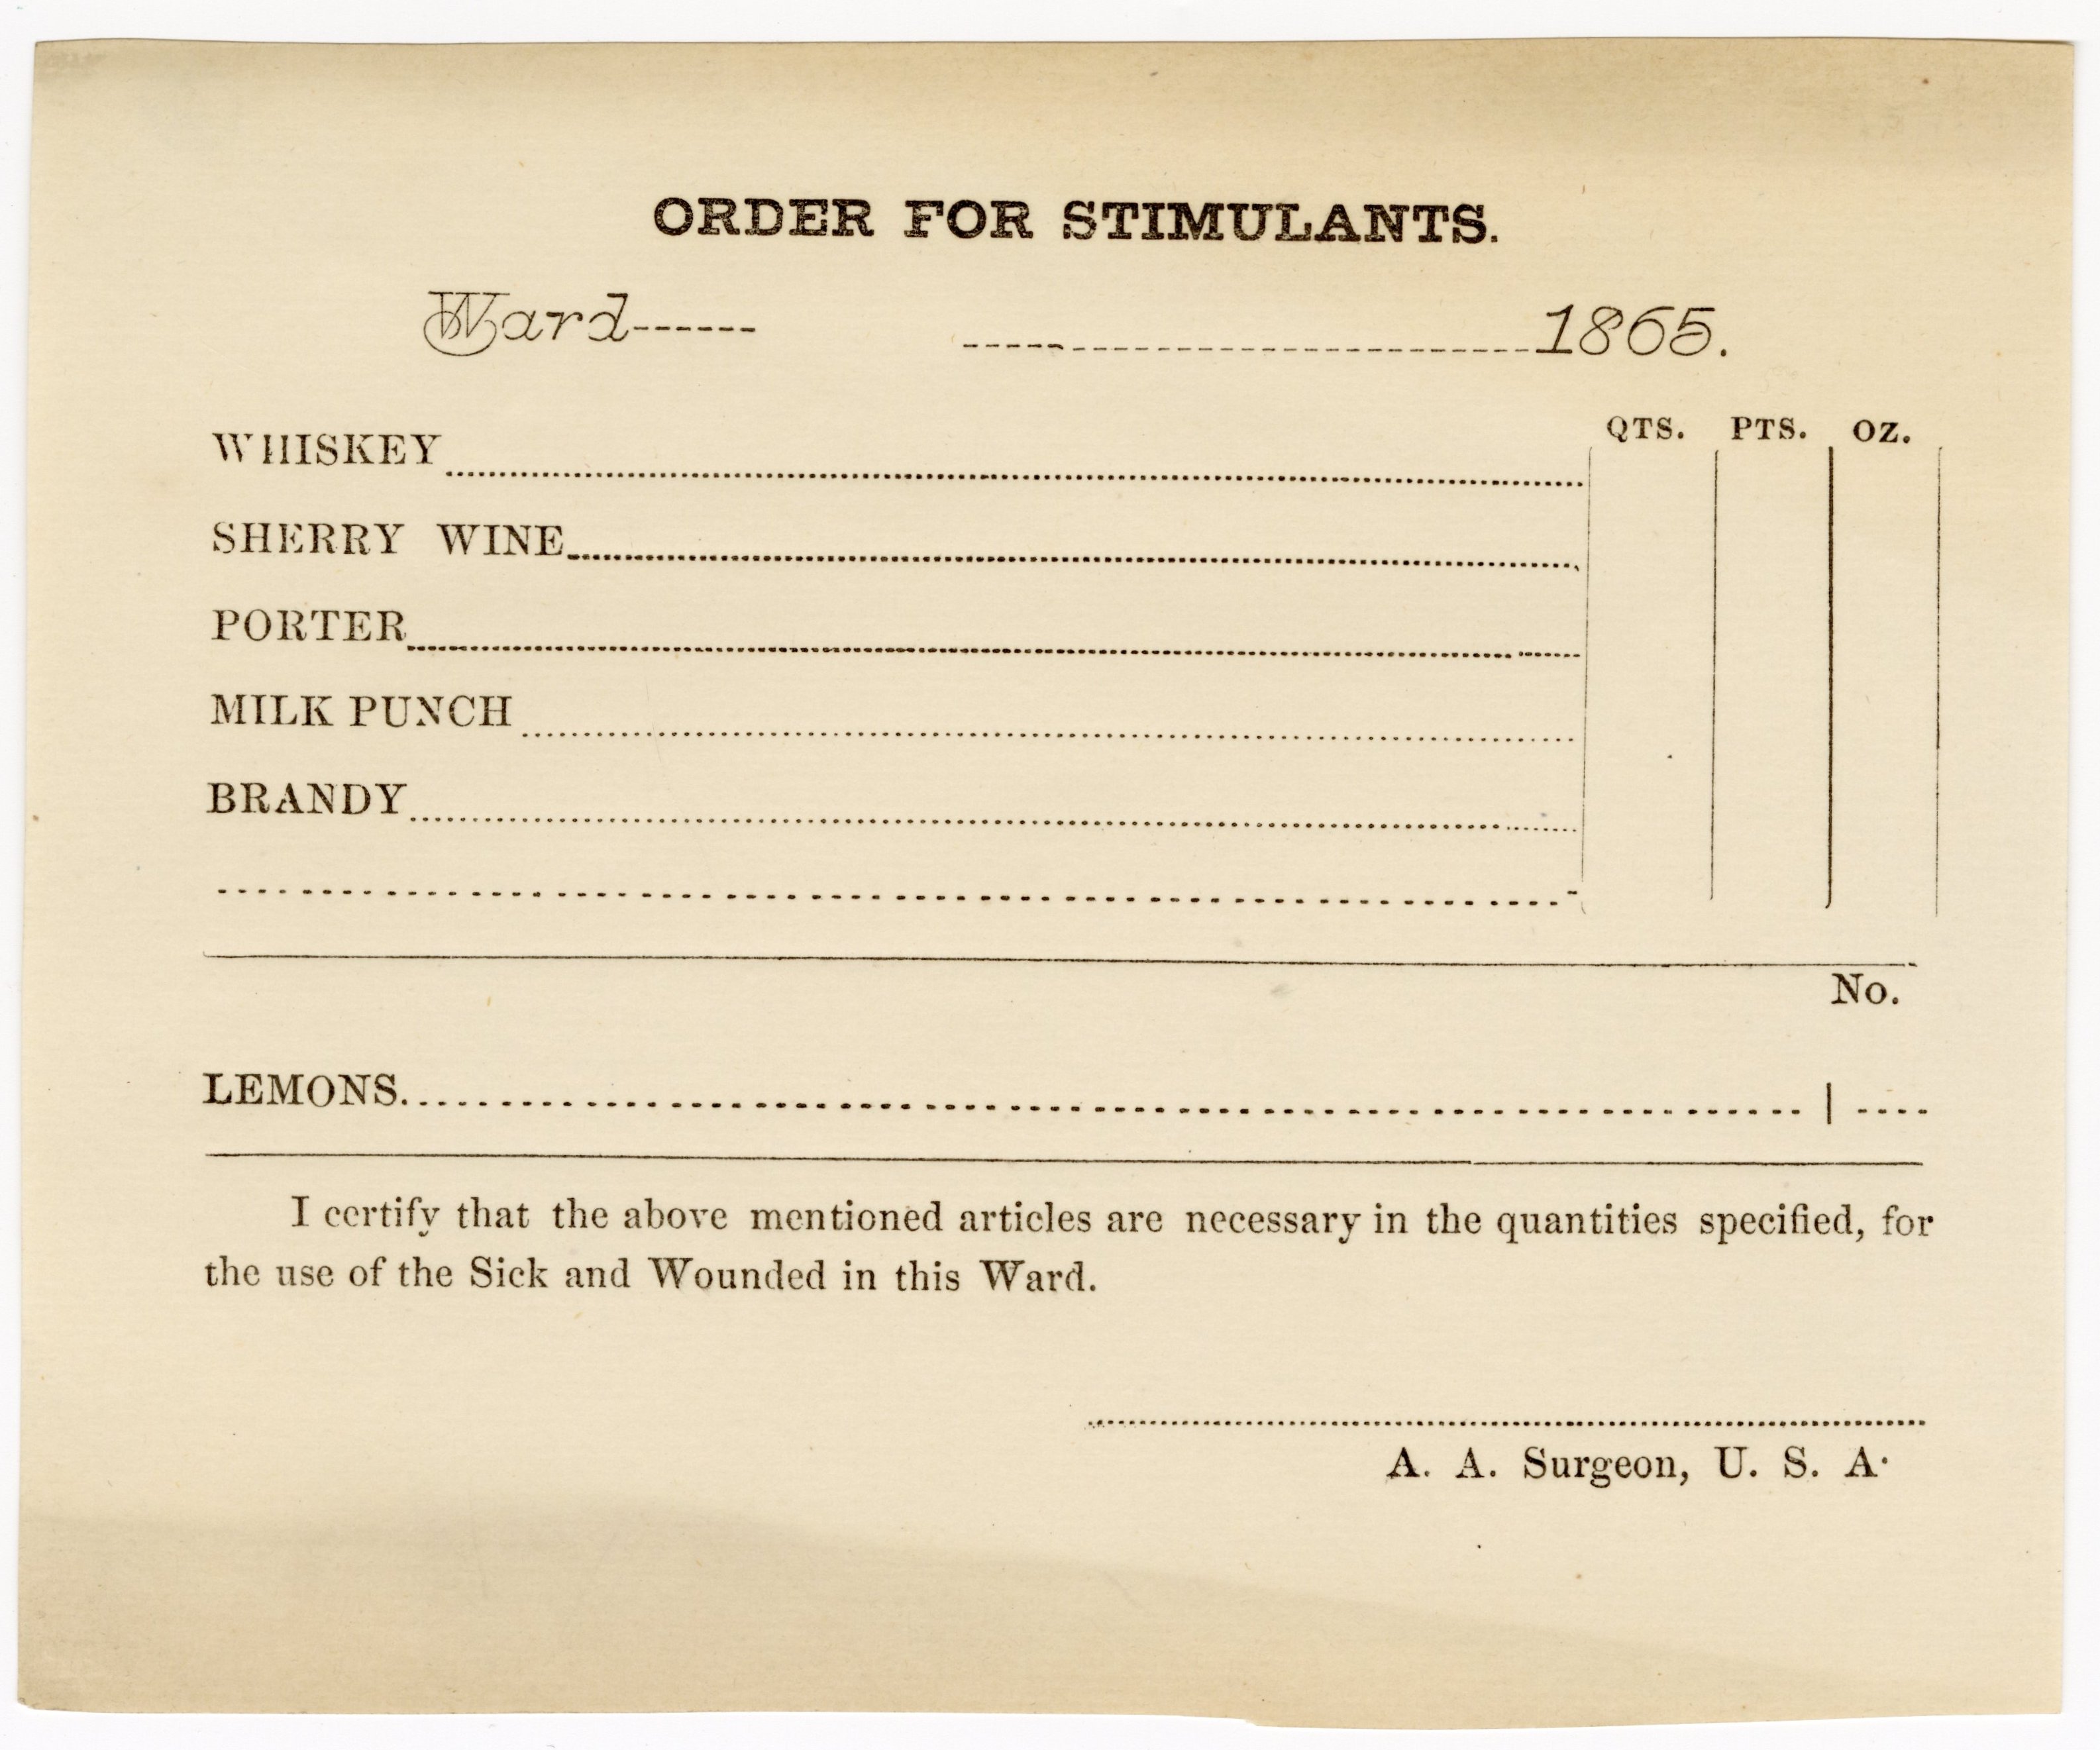 ORDER FOR STIMULANTS.
Ward------ ----------------------------1865.
QTS. PTS. OZ.
WHISKEY
SHERRY WINE
PORTER
MILK PUNCH
BRANDY
No.
LEMONS.
I certify that the above mentioned articles are necessary in the quantities specified, for
the use of the Sick and Wounded in this Ward.
A. A. Surgeon, U. S. A.